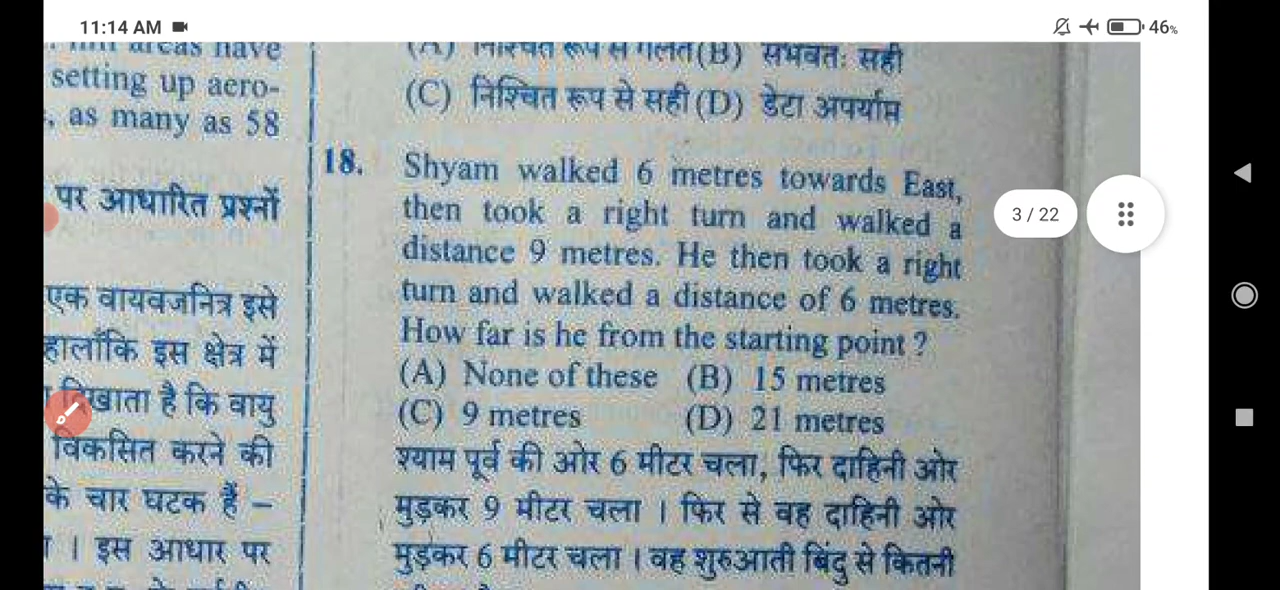 11:14 AM
46%
areas have
setting up aero-
, as many as 58
पर आधारित प्रश्नों
एक वायवजनित्र इसे
हालाँकि इस क्षेत्र में
दिखाता है कि वायु
विकसित करने की
के चार घटक हैं –
। इस आधार पर
(A) निश्चित रूप से गलत (B) संभवतः सही
(C) निश्चित रूप से सही (D) डेटा अपर्याप्त
18. Shyam walked 6 metres towards East,
then took a right turn and walked a
distance 9 metres. He then took a right
turn and walked a distance of 6 metres.
How far is he from the starting point ?
(A) None of these (B) 15 metres
(C) 9 metres (D) 21 metres
श्याम पूर्व की ओर 6 मीटर चला, फिर दाहिनी ओर
मुड़कर 9 मीटर चला । फिर से वह दाहिनी ओर
मुड़कर 6 मीटर चला । वह शुरुआती बिंदु से कितनी
3 / 22